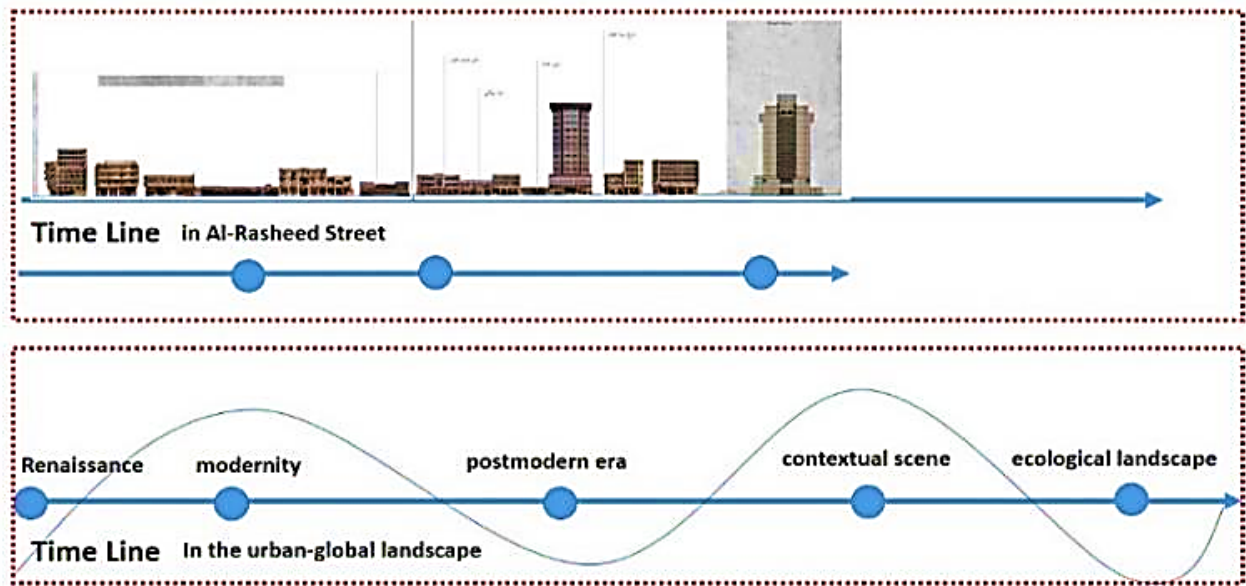 Time Line in Al-Rasheed Street
Renaissance modernity postmodern era contextual scene ecological landscape
Time Line In the urban-global landscape